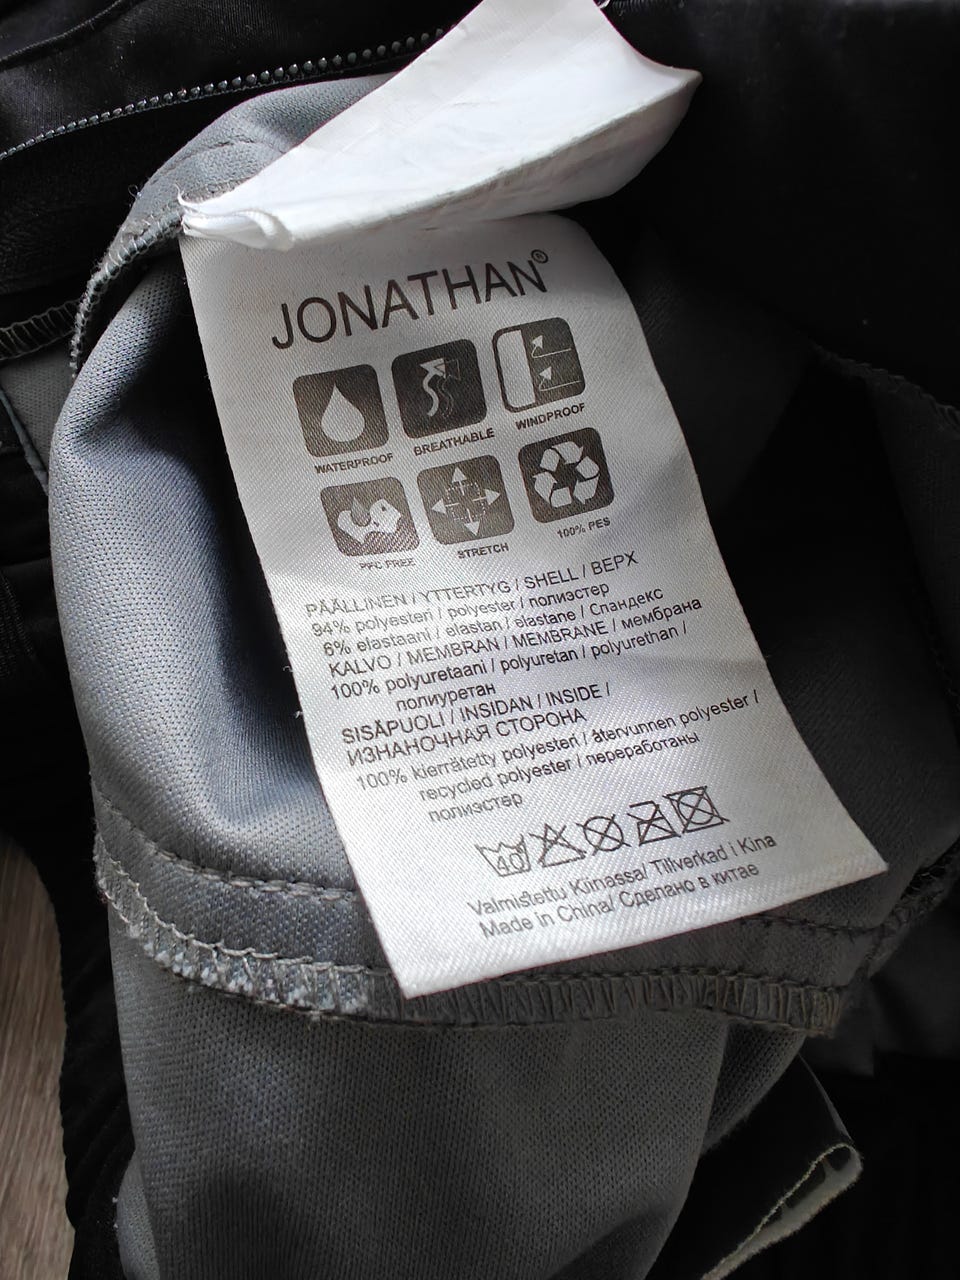 JONATHAN®
WATERPROOF BREATHABLE WINDPROOF
PFC FREE STRETCH 100% PES
PÄÄLLINEN / YTTERTYG / SHELL / ВЕРХ
94% polyesteri / polyester / полиэстер
6% elastaani / elastan / elastane / Спандекс
KALVO / MEMBRAN / MEMBRANE / мембрана
100% polyuretaani / polyuretan / polyurethan /
полиуретан
SISÄPUOLI / INSIDAN / INSIDE /
ИЗНАНОЧНАЯ СТОРОНА
100% kierrätetty polyesteri / återvunnen polyester /
recycled polyester / переработаны
полиэстер
40
Valmistettu Kiinassa/ Tillverkad i Kina
Made in China/ Сделано в китае